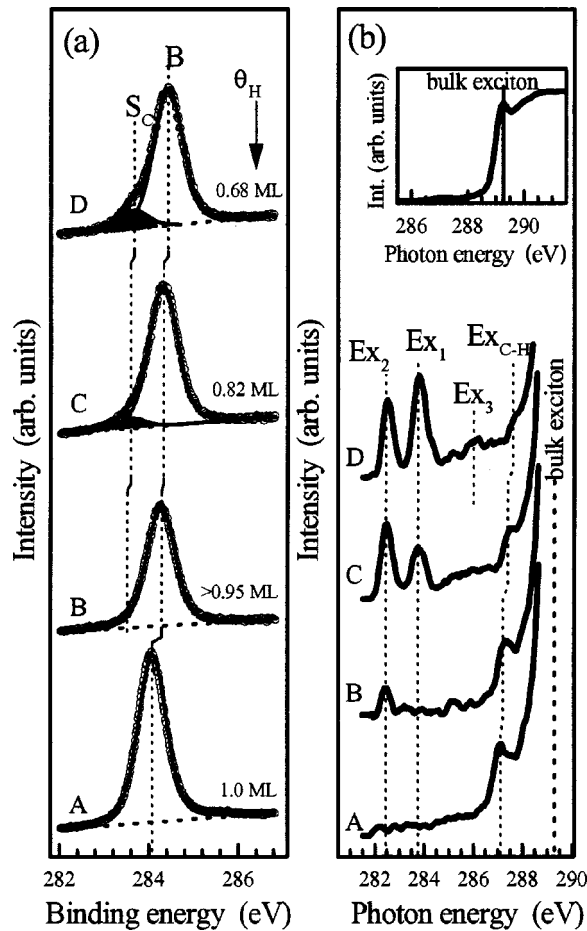 (a)
B
S_C
θ_H
0.68 ML
D
0.82 ML
C
>0.95 ML
B
1.0 ML
A
Intensity (arb. units)
282 284 286
Binding energy (eV)
(b)
bulk exciton
Int. (arb. units)
286 288 290
Photon energy (eV)
Ex_2 Ex_1 Ex_C-H
Ex_3
bulk exciton
D
C
B
A
Intensity (arb. units)
282 284 286 288 290
Photon energy (eV)